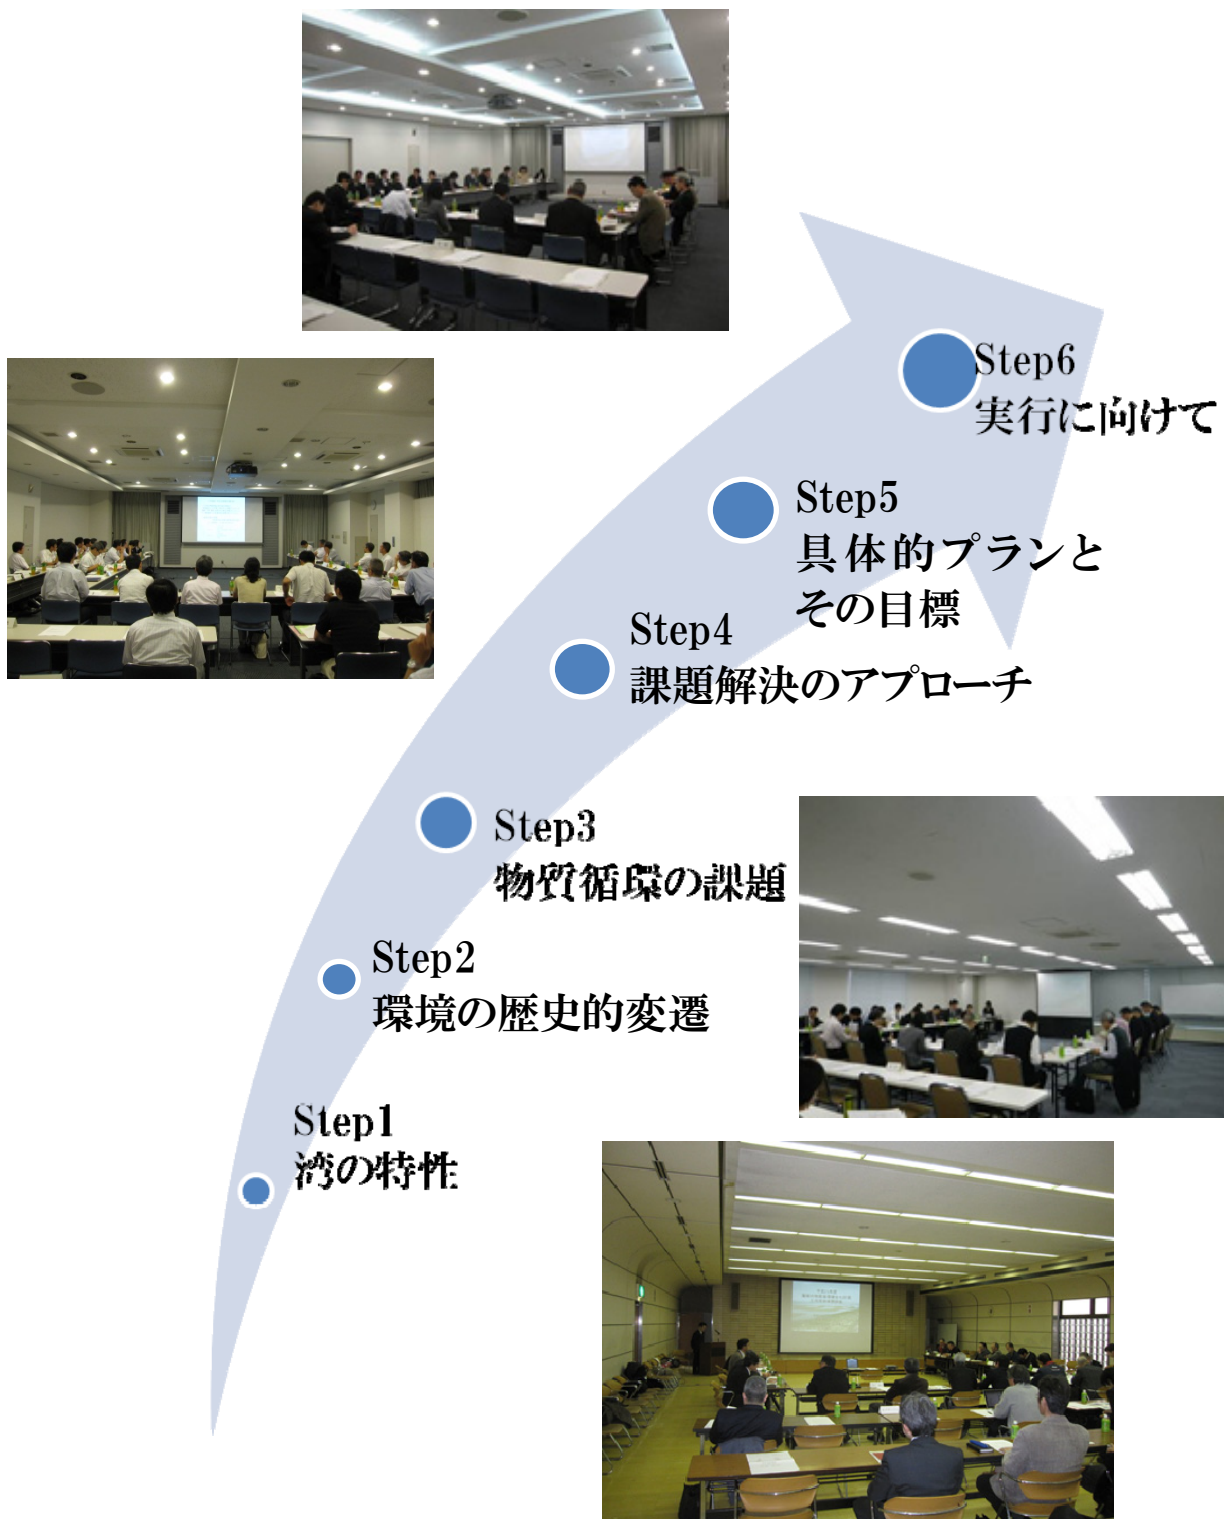 Step6
実行に向けて
Step5
具体的プランと
その目標
Step4
課題解決のアプローチ
Step3
物質循環の課題
Step2
環境の歴史的変遷
Step1
湾の特性